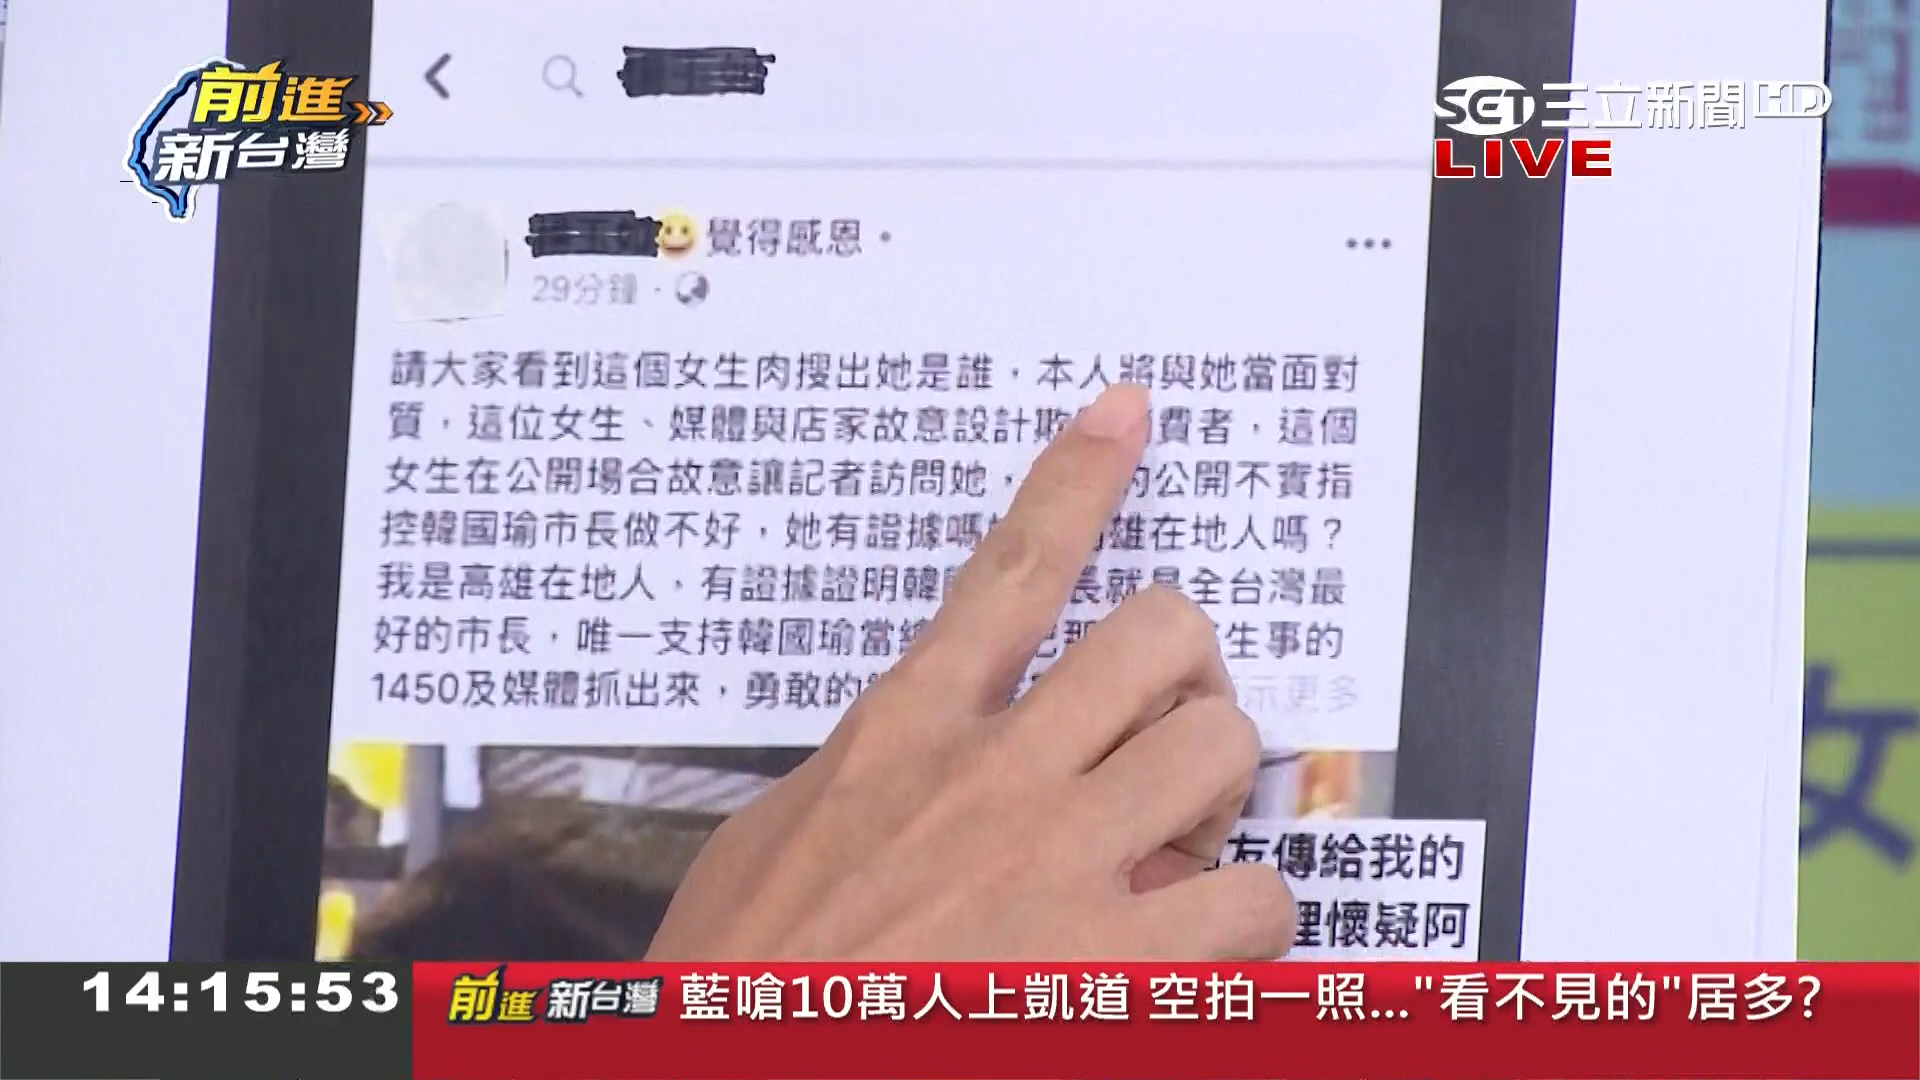 前進
新台灣
SET三立新聞HD
LIVE
覺得感恩。
29分鐘
請大家看到這個女生肉搜出她是誰，本人將與她當面對
質，這位女生、媒體與店家故意設計欺 費者，這個
女生在公開場合故意讓記者訪問她， 的公開不實指
控韓國瑜市長做不好，她有證據嗎 雄在地人嗎？
我是高雄在地人，有證據證明韓 長就是全台灣最
好的市長，唯一支持韓國瑜當總 生事的
1450及媒體抓出來，勇敢的 示更多
友傳給我的
理懷疑阿
女
14:15:53
前進新台灣 藍嗆10萬人上凱道 空拍一照..."看不見的"居多?